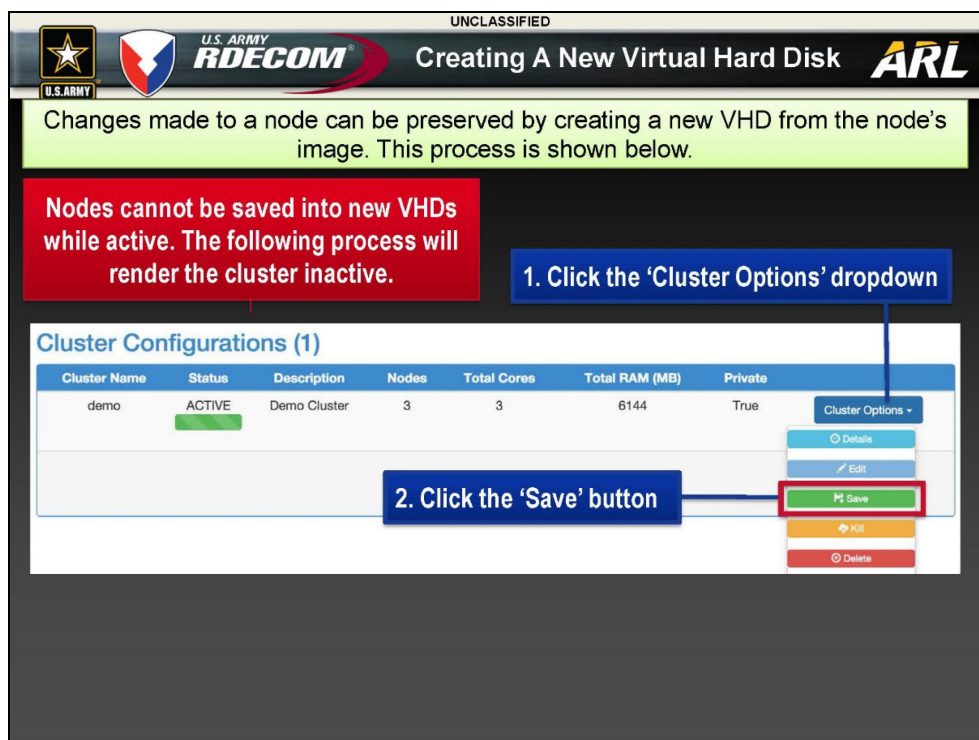 UNCLASSIFIED
U.S. ARMY
RDECOM®
Creating A New Virtual Hard Disk
ARL
U.S.ARMY
Changes made to a node can be preserved by creating a new VHD from the node's
image. This process is shown below.
Nodes cannot be saved into new VHDs
while active. The following process will
render the cluster inactive.
1. Click the 'Cluster Options' dropdown
Cluster Configurations (1)
Cluster Name Status Description Nodes Total Cores Total RAM (MB) Private
demo ACTIVE Demo Cluster 3 3 6144 True Cluster Options
Details
Edit
2. Click the 'Save' button
Save
Kill
Delete